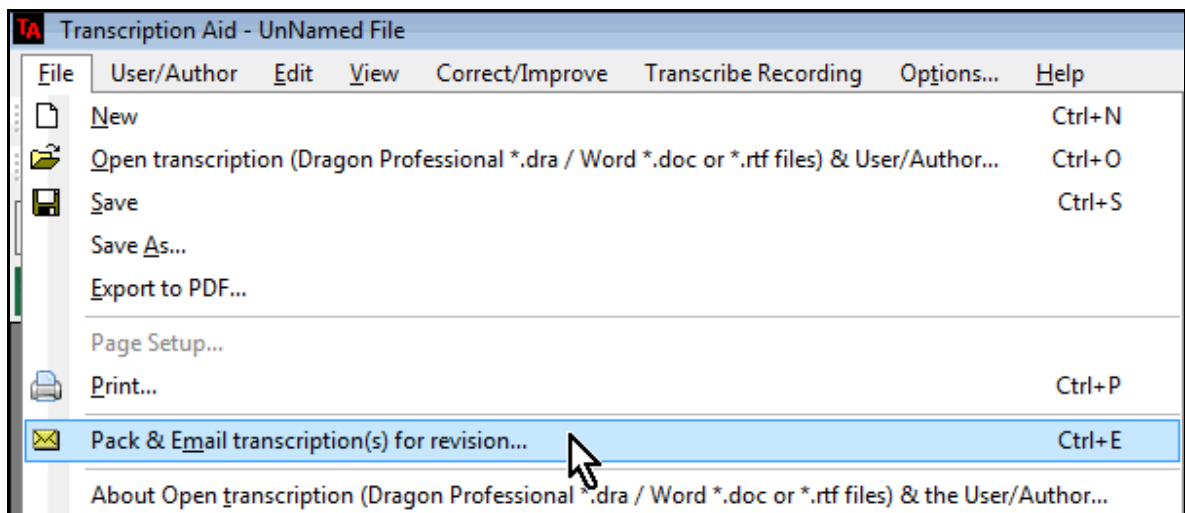 TA Transcription Aid - UnNamed File
File User/Author Edit View Correct/Improve Transcribe Recording Options... Help
New Ctrl+N
Open transcription (Dragon Professional *.dra / Word *.doc or *.rtf files) & User/Author... Ctrl+O
Save Ctrl+S
Save As...
Export to PDF...
Page Setup...
Print... Ctrl+P
Pack & Email transcription(s) for revision... Ctrl+E
About Open transcription (Dragon Professional *.dra / Word *.doc or *.rtf files) & the User/Author...